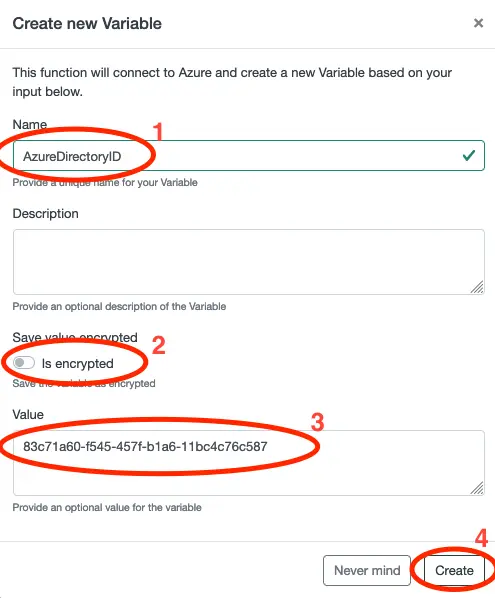 Create new Variable ×
This function will connect to Azure and create a new Variable based on your
input below.
Name
1
AzureDirectoryID
Provide a unique name for your Variable
Description
Provide an optional description of the Variable
Save value encrypted
2
Is encrypted
Save the variable as encrypted
Value
3
83c71a60-f545-457f-b1a6-11bc4c76c587
Provide an optional value for the variable
4
Never mind Create